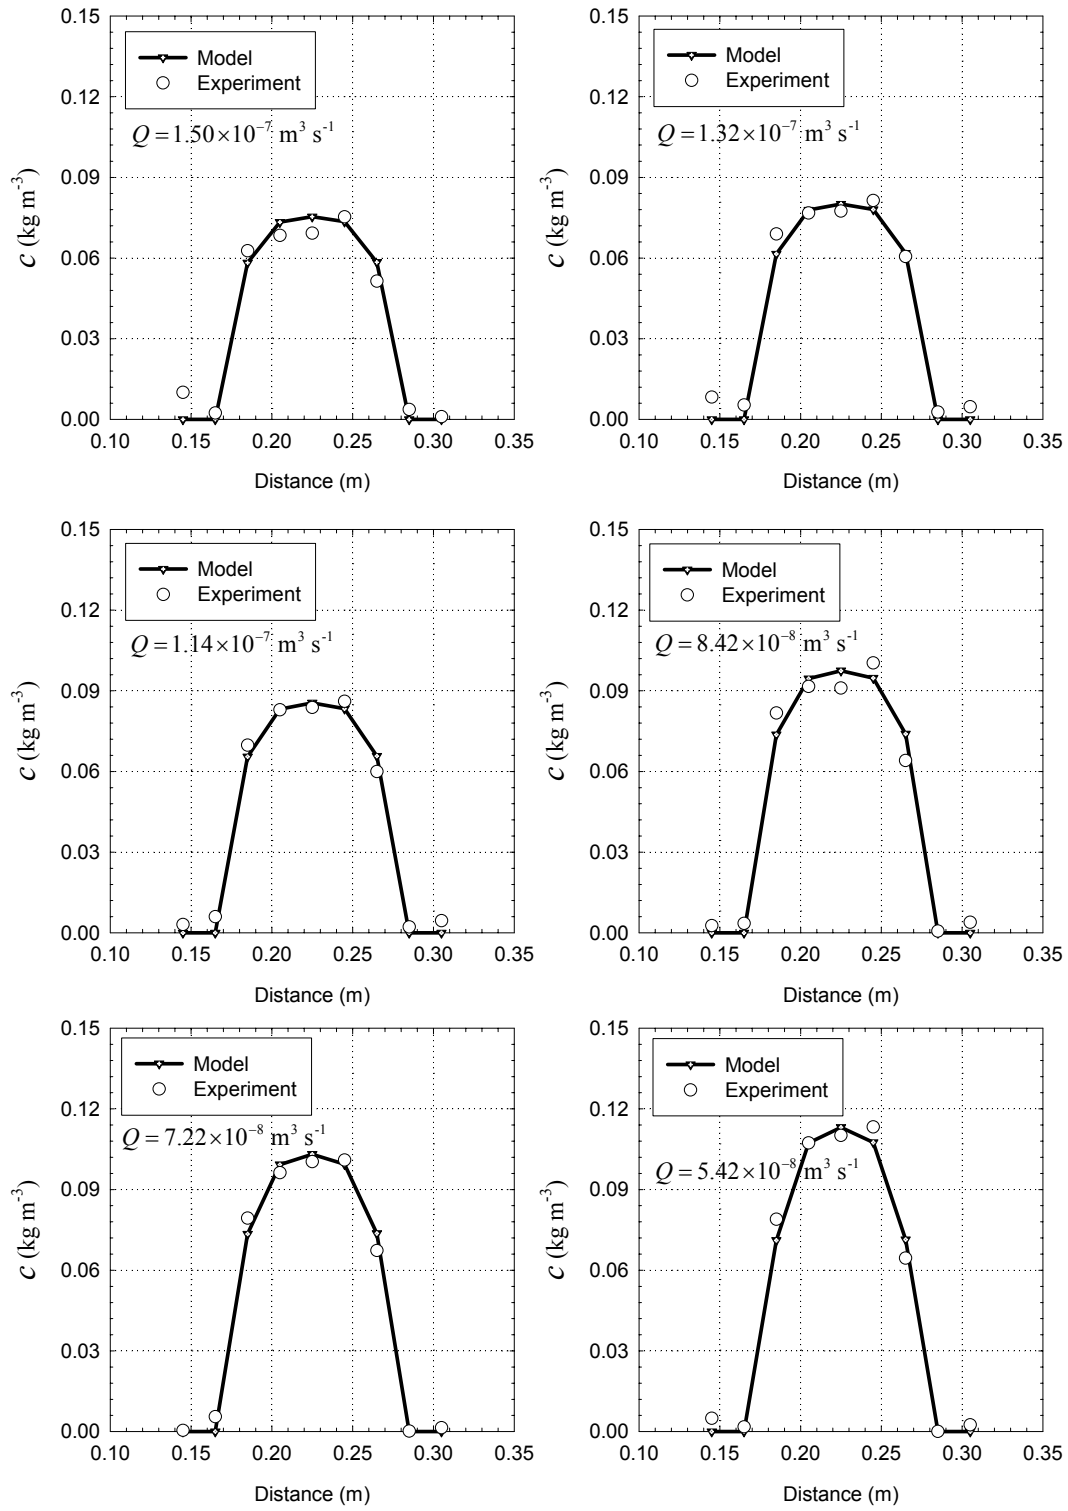 0.15
0.12
0.09
0.06
0.03
0.00
c (kg m-3)
Model
Experiment
Q = 1.50×10−7 m3 s-1
0.10 0.15 0.20 0.25 0.30 0.35
Distance (m)
0.15
0.12
0.09
0.06
0.03
0.00
c (kg m-3)
Model
Experiment
Q = 1.32×10−7 m3 s-1
0.10 0.15 0.20 0.25 0.30 0.35
Distance (m)
0.15
0.12
0.09
0.06
0.03
0.00
c (kg m-3)
Model
Experiment
Q = 1.14×10−7 m3 s-1
0.10 0.15 0.20 0.25 0.30 0.35
Distance (m)
0.15
0.12
0.09
0.06
0.03
0.00
c (kg m-3)
Model
Experiment
Q = 8.42×10−8 m3 s-1
0.10 0.15 0.20 0.25 0.30 0.35
Distance (m)
0.15
0.12
0.09
0.06
0.03
0.00
c (kg m-3)
Model
Experiment
Q = 7.22×10−8 m3 s-1
0.10 0.15 0.20 0.25 0.30 0.35
Distance (m)
0.15
0.12
0.09
0.06
0.03
0.00
c (kg m-3)
Model
Experiment
Q = 5.42×10−8 m3 s-1
0.10 0.15 0.20 0.25 0.30 0.35
Distance (m)